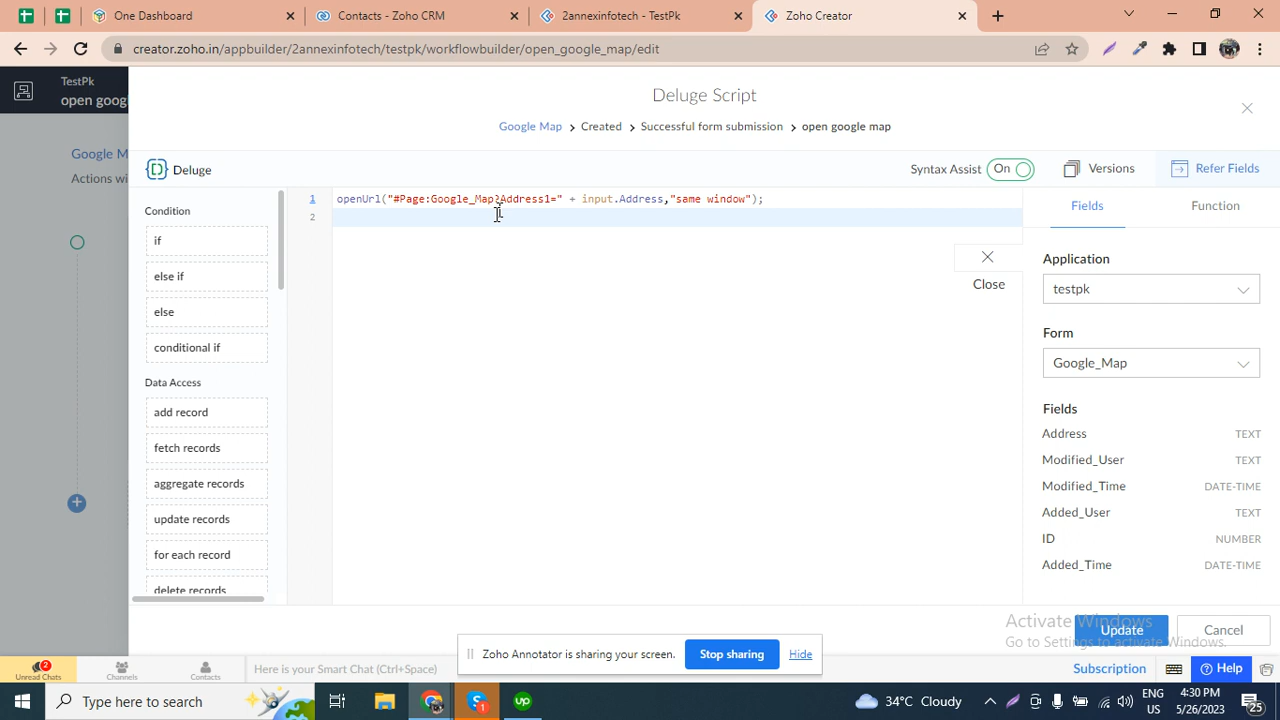 One Dashboard
Contacts - Zoho CRM
2annexinfotech - TestPk
Zoho Creator
creator.zoho.in/appbuilder/2annexinfotech/testpk/workflowbuilder/open_google_map/edit
TestPk
open goog
Deluge Script
Google Map > Created > Successful form submission > open google map
Google M
Actions wi
Deluge
Syntax Assist On
Versions
Refer Fields
Condition
if
else if
else
conditional if
Data Access
add record
fetch records
aggregate records
update records
for each record
delete records
1 openUrl("#Page:Google_Map?Address1=" + input.Address,"same window");
2
Close
Fields
Function
Application
testpk
Form
Google_Map
Fields
Address TEXT
Modified_User TEXT
Modified_Time DATE-TIME
Added_User TEXT
ID NUMBER
Added_Time DATE-TIME
Activate Windows
Go to Settings to activate Windows.
Update
Cancel
Zoho Annotator is sharing your screen.
Stop sharing
Hide
2
Unread Chats
Channels
Contacts
Here is your Smart Chat (Ctrl+Space)
Subscription
Help
Type here to search
1
up
34°C Cloudy
ENG
US
4:30 PM
5/26/2023
25